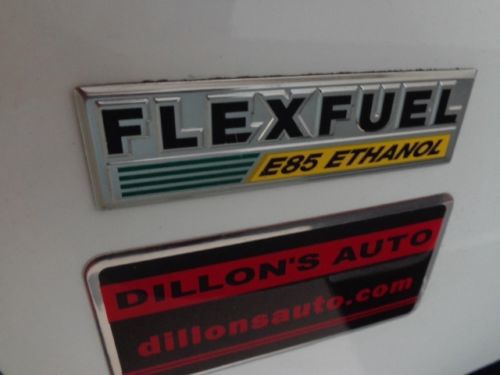 FLEXFUEL
E85 ETHANOL
DILLON'S AUTO
dillonsauto.com